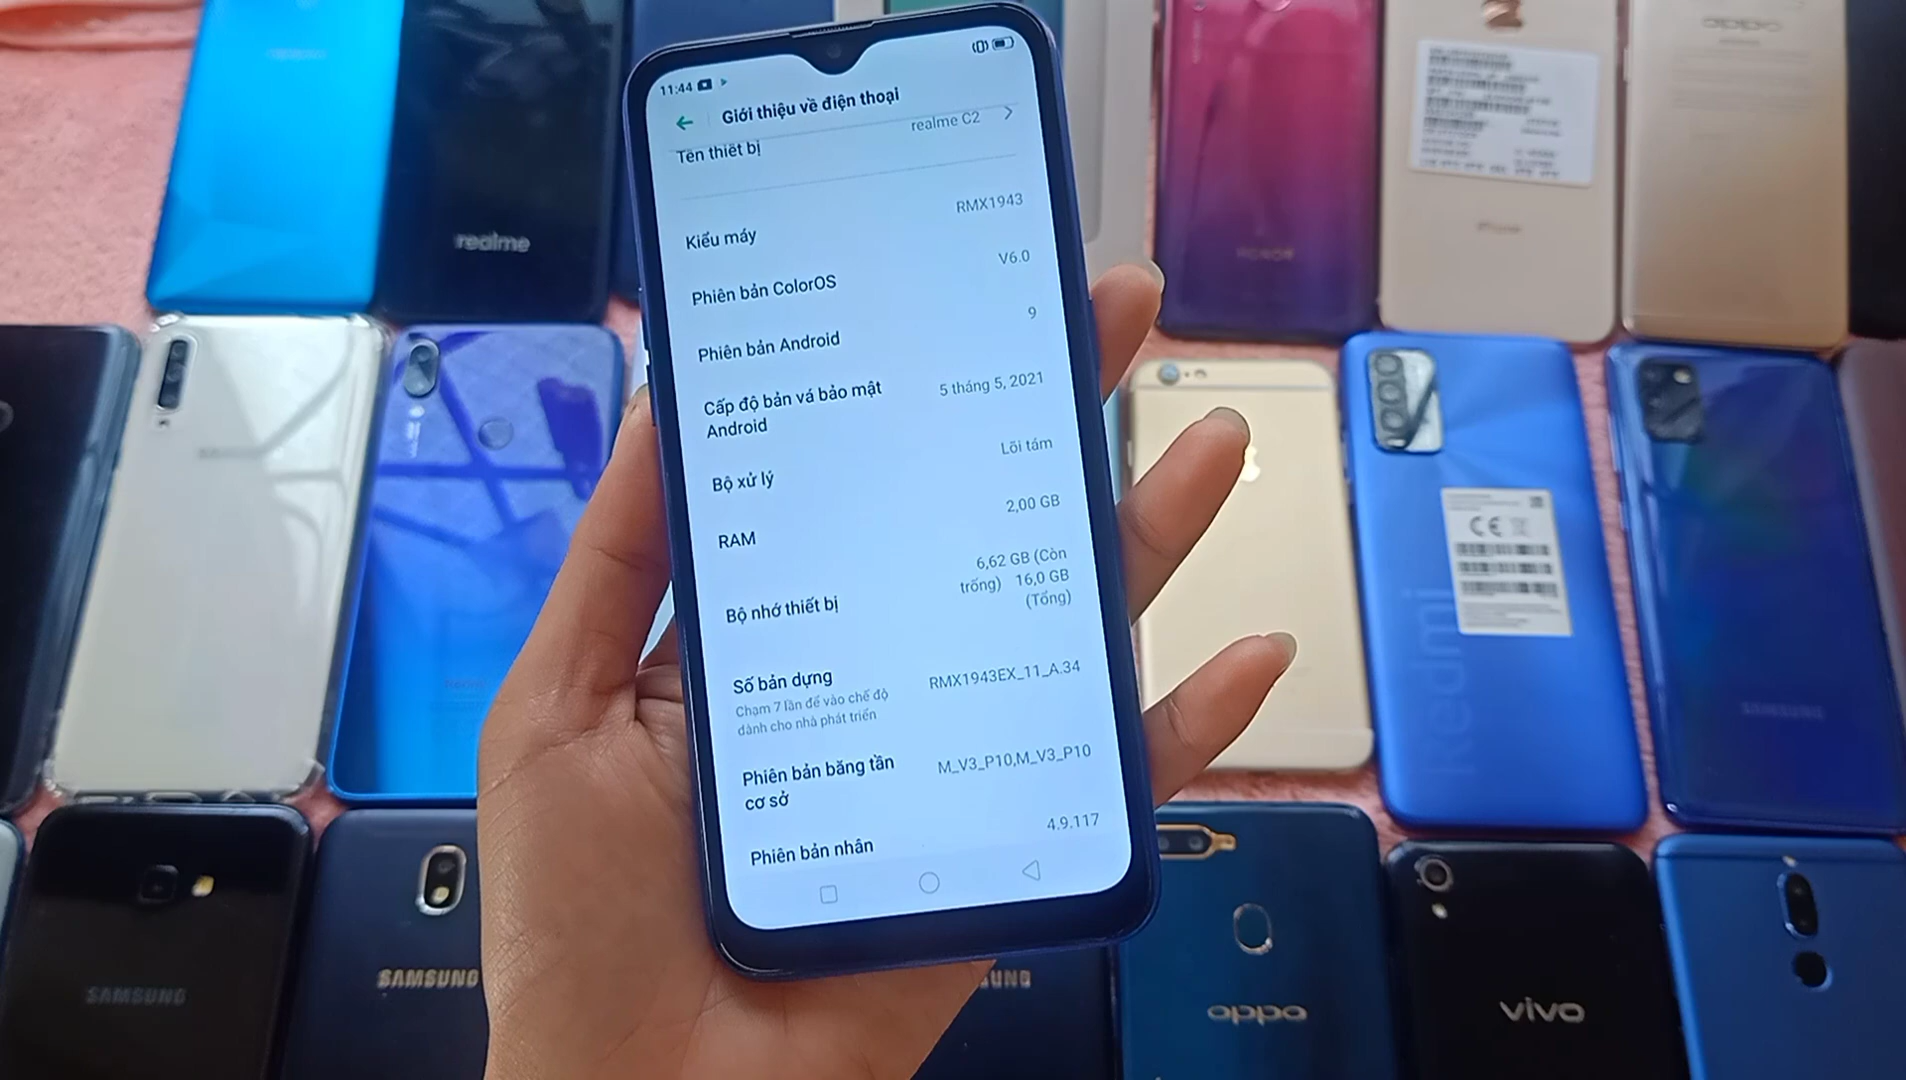 realme
11:44
Giới thiệu về điện thoại
Tên thiết bị
realme C2
Kiểu máy
RMX1943
Phiên bản ColorOS
V6.0
Phiên bản Android
9
Cấp độ bản vá bảo mật
Android
5 tháng 5, 2021
Bộ xử lý
Lõi tám
RAM
2,00 GB
Bộ nhớ thiết bị
6,62 GB (Còn
trống) 16,0 GB
(Tổng)
Số bản dựng
Chạm 7 lần để vào chế độ
dành cho nhà phát triển
RMX1943EX_11_A.34
Phiên bản băng tần
cơ sở
M_V3_P10,M_V3_P10
Phiên bản nhân
4.9.117
oppo
HONOR
iPhone
CE
Redmi
SAMSUNG
SAMSUNG
SAMSUNG
oppo
vivo